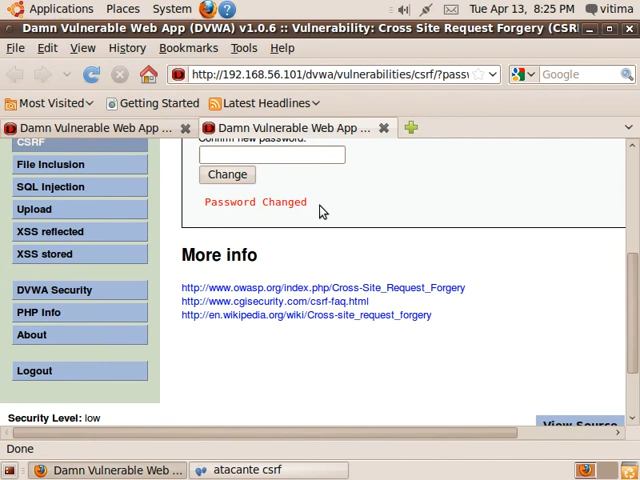 Applications Places System Tue Apr 13, 8:25 PM vitima
Damn Vulnerable Web App (DVWA) v1.0.6 :: Vulnerability: Cross Site Request Forgery (CSRF
File Edit View History Bookmarks Tools Help
http://192.168.56.101/dvwa/vulnerabilities/csrf/?passw Google
Most Visited Getting Started Latest Headlines
Damn Vulnerable Web App ... Damn Vulnerable Web App ...
CSRF
File Inclusion
SQL Injection
Upload
XSS reflected
XSS stored
DVWA Security
PHP Info
About
Logout
Confirm new password:
Change
Password Changed
More info
http://www.owasp.org/index.php/Cross-Site_Request_Forgery
http://www.cgisecurity.com/csrf-faq.html
http://en.wikipedia.org/wiki/Cross-site_request_forgery
Security Level: low
View Source
Done
Damn Vulnerable Web ... atacante csrf